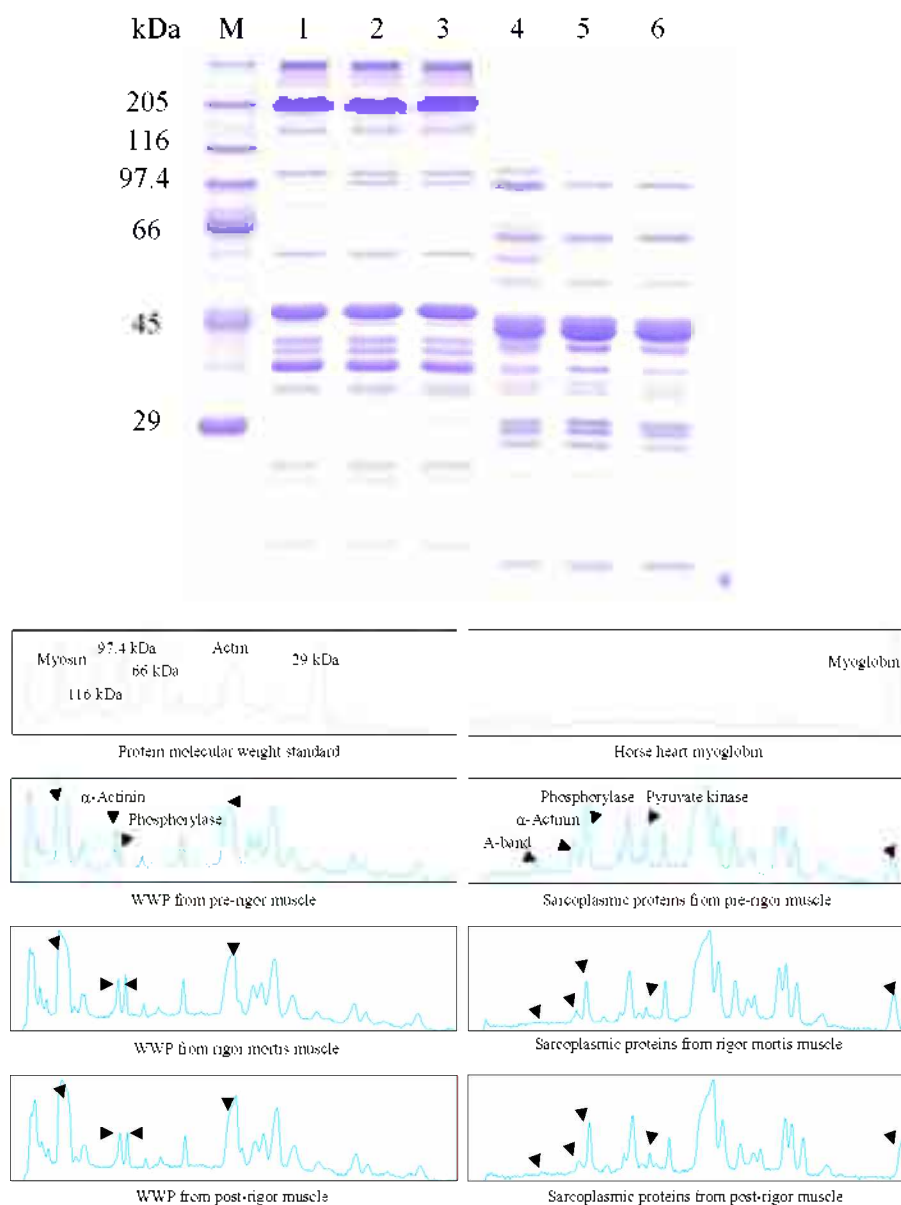 kDa M 1 2 3 4 5 6
205
116
97.4
66
45
29
Myosin 97.4 kDa Actin
66 kDa 29 kDa
116 kDa
Protein molecular weight standard
Myoglobin
Horse heart myoglobin
α-Actinin
Phosphorylase
WWP from pre-rigor muscle
Phosphorylase Pyruvate kinase
α-Actinin
A-band
Sarcoplasmic proteins from pre-rigor muscle
WWP from rigor mortis muscle
Sarcoplasmic proteins from rigor mortis muscle
WWP from post-rigor muscle
Sarcoplasmic proteins from post-rigor muscle